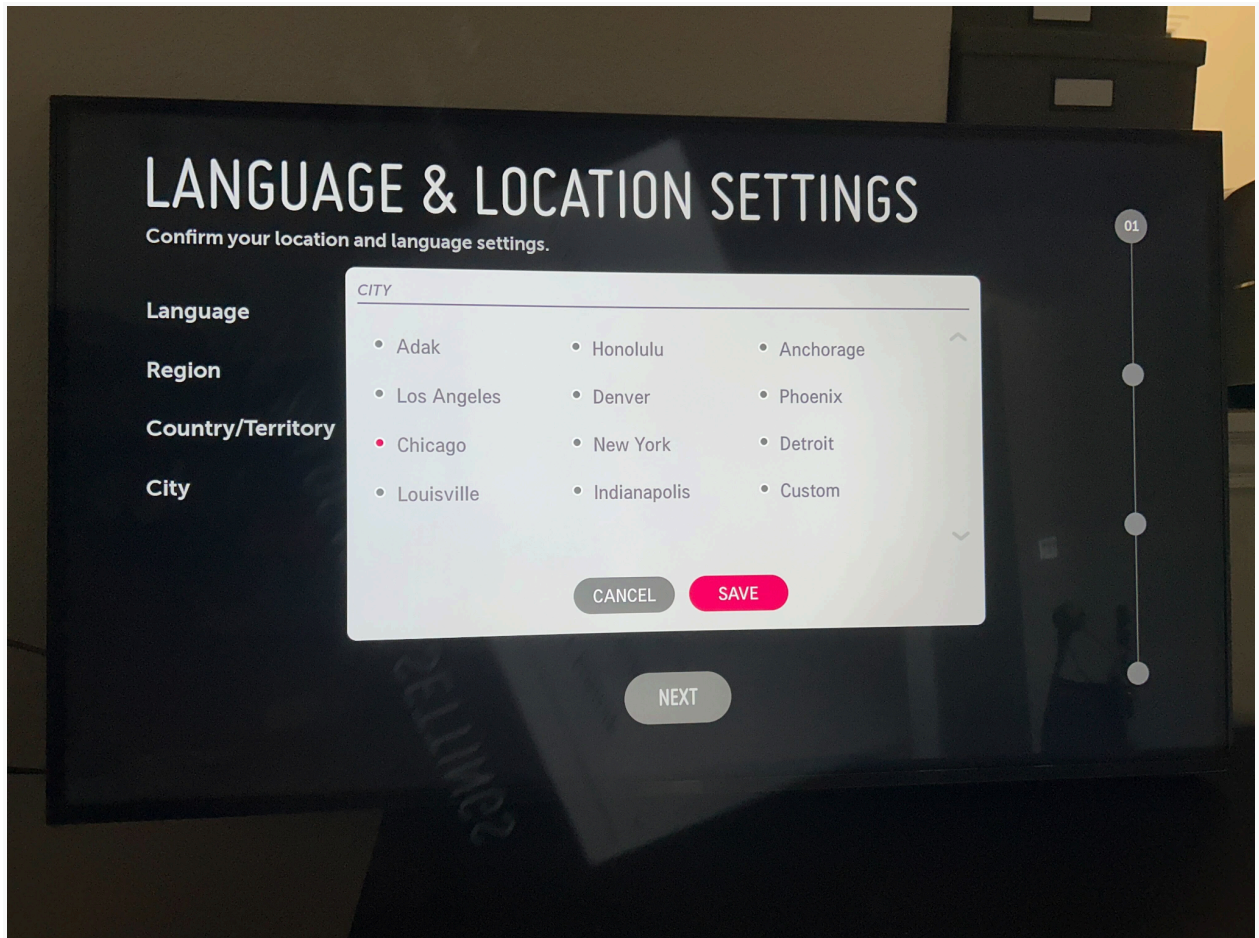 LANGUAGE & LOCATION SETTINGS
Confirm your location and language settings.
01
CITY
Language
Region
Country/Territory
City
Adak Honolulu Anchorage
Los Angeles Denver Phoenix
Chicago New York Detroit
Louisville Indianapolis Custom
CANCEL SAVE
NEXT
SETTINGS